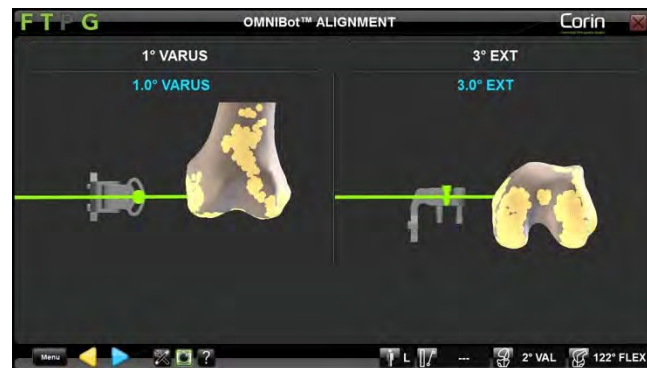 F T P G
OMNIBot™ ALIGNMENT
Corin
1° VARUS
3° EXT
1.0° VARUS
3.0° EXT
Menu
?
L
---
2° VAL
122° FLEX